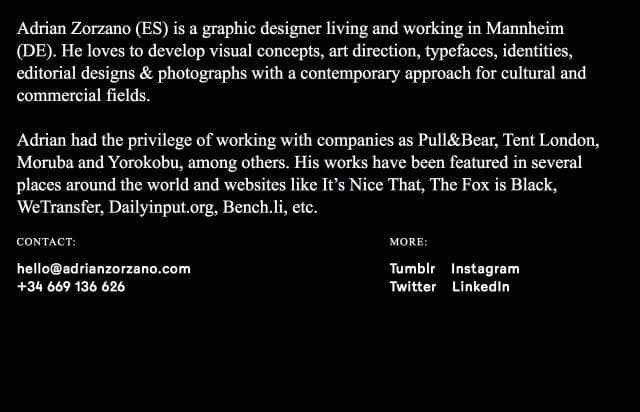 Adrian Zorzano (ES) is a graphic designer living and working in Mannheim
(DE). He loves to develop visual concepts, art direction, typefaces, identities,
editorial designs & photographs with a contemporary approach for cultural and
commercial fields.
Adrian had the privilege of working with companies as Pull&Bear, Tent London,
Moruba and Yorokobu, among others. His works have been featured in several
places around the world and websites like It’s Nice That, The Fox is Black,
WeTransfer, Dailyinput.org, Bench.li, etc.
CONTACT:
hello@adrianzorzano.com
+34 669 136 626
MORE:
Tumblr Instagram
Twitter LinkedIn